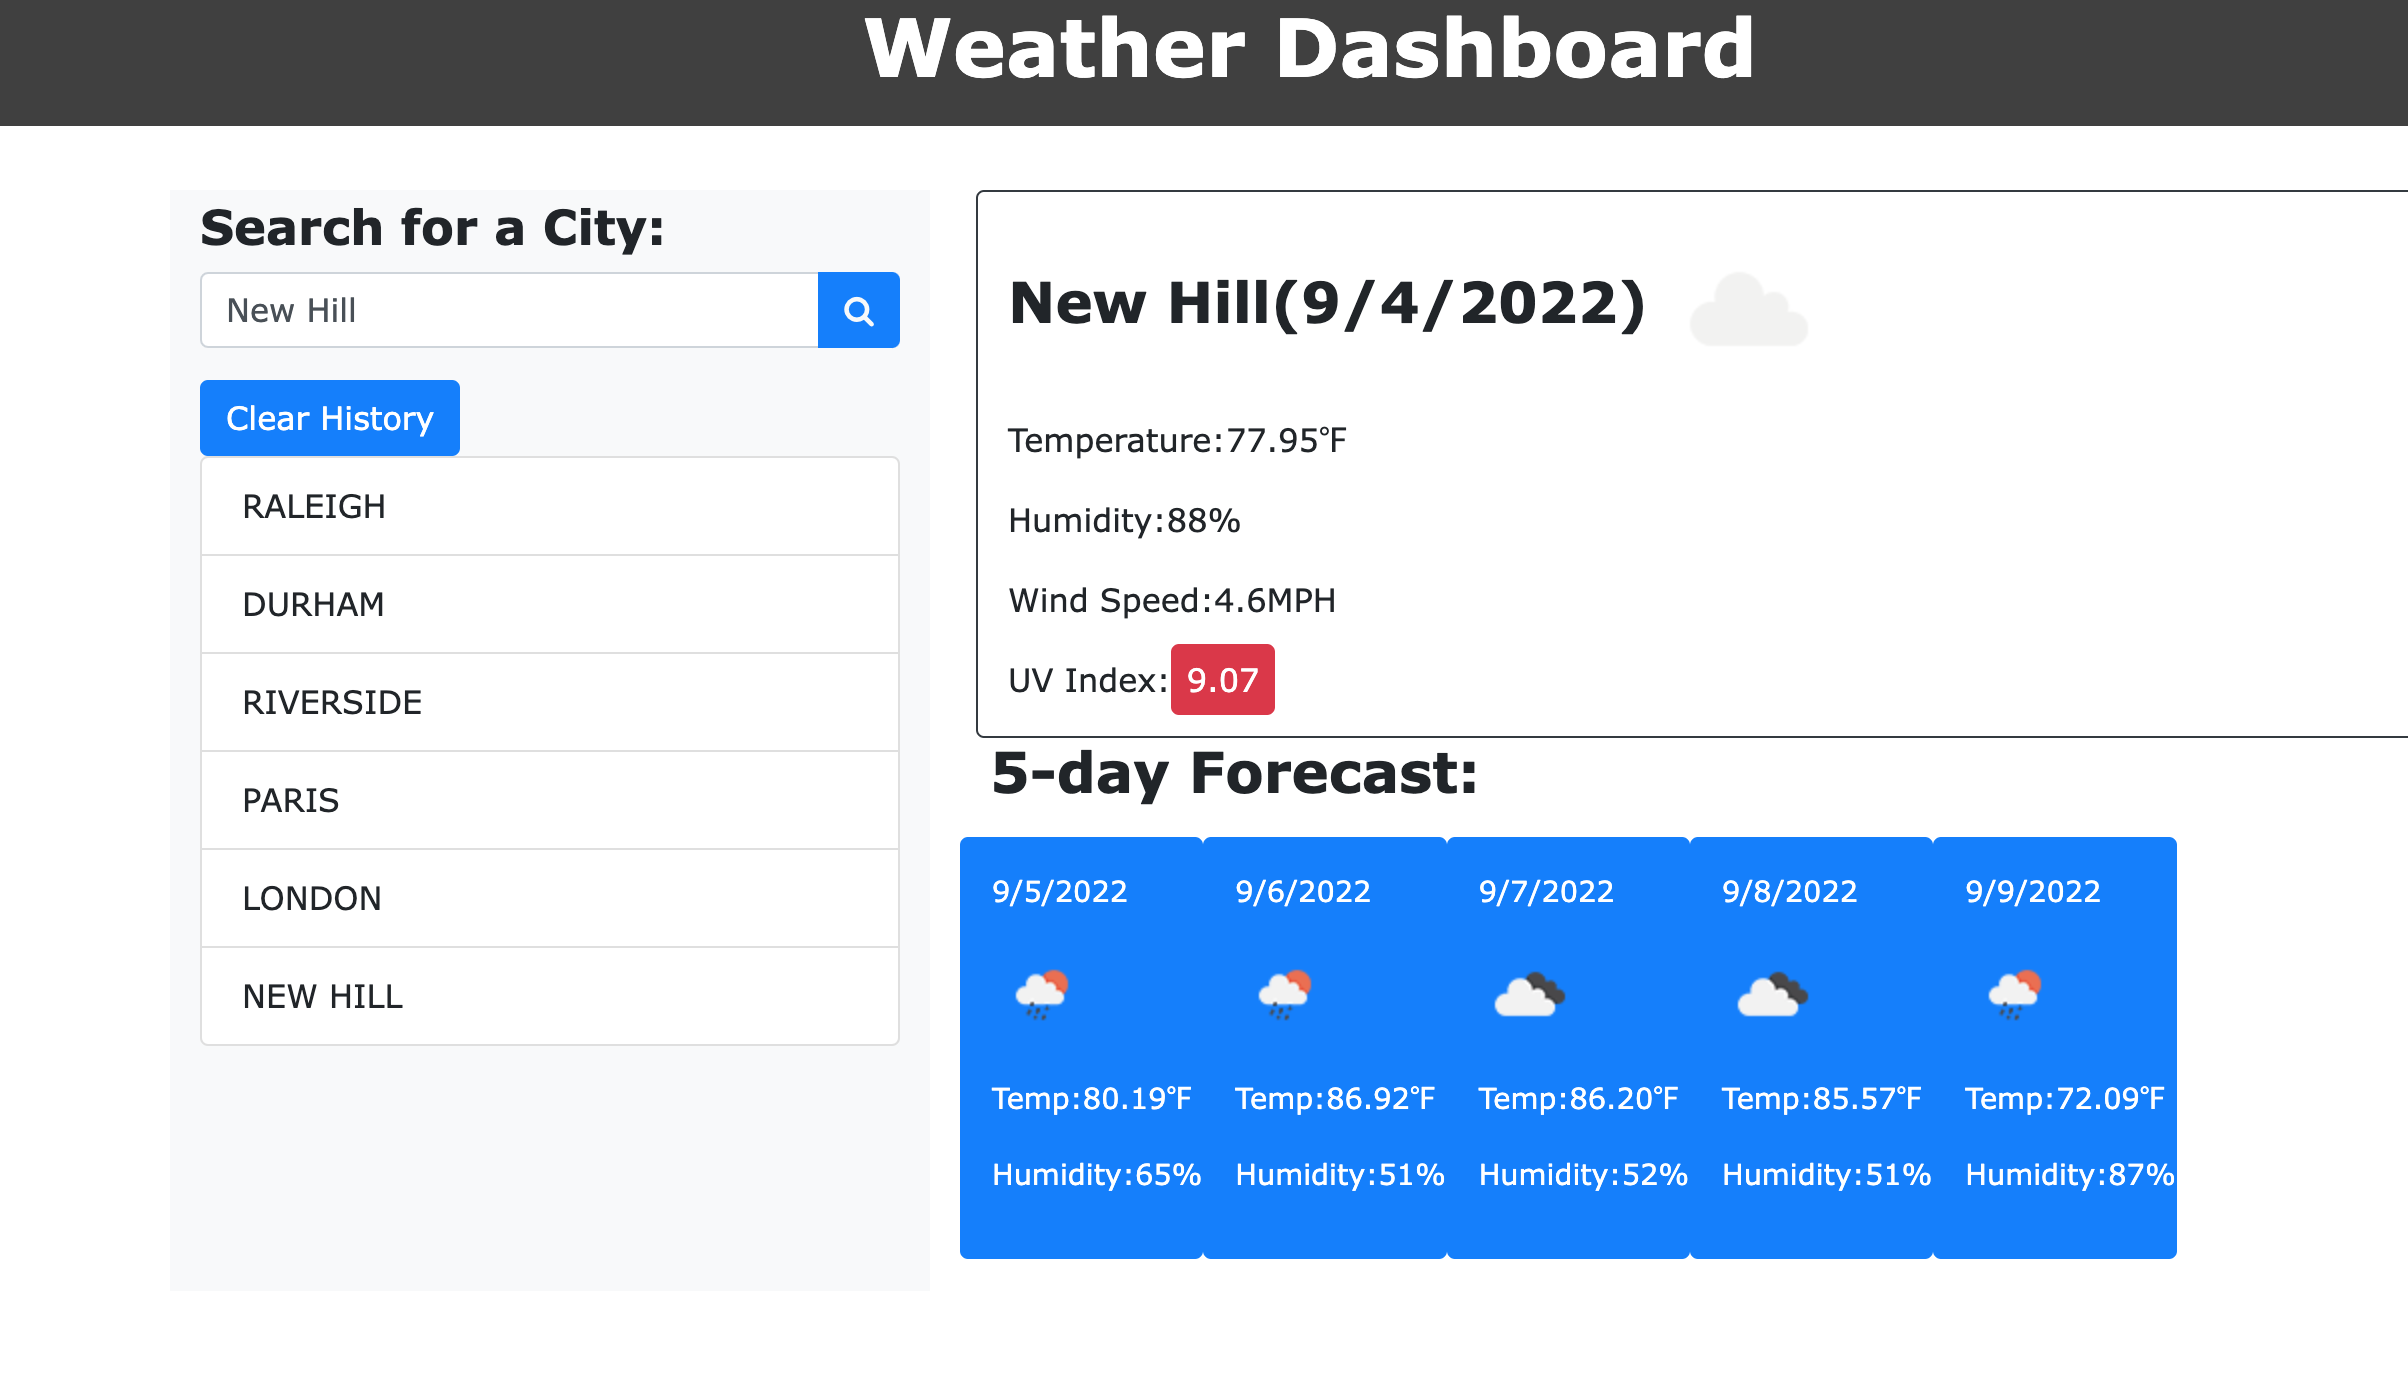 Weather Dashboard
Search for a City:
New Hill
Clear History
RALEIGH
DURHAM
RIVERSIDE
PARIS
LONDON
NEW HILL
New Hill(9/4/2022)
Temperature:77.95°F
Humidity:88%
Wind Speed:4.6MPH
UV Index: 9.07
5-day Forecast:
9/5/2022
Temp:80.19°F
Humidity:65%
9/6/2022
Temp:86.92°F
Humidity:51%
9/7/2022
Temp:86.20°F
Humidity:52%
9/8/2022
Temp:85.57°F
Humidity:51%
9/9/2022
Temp:72.09°F
Humidity:87%